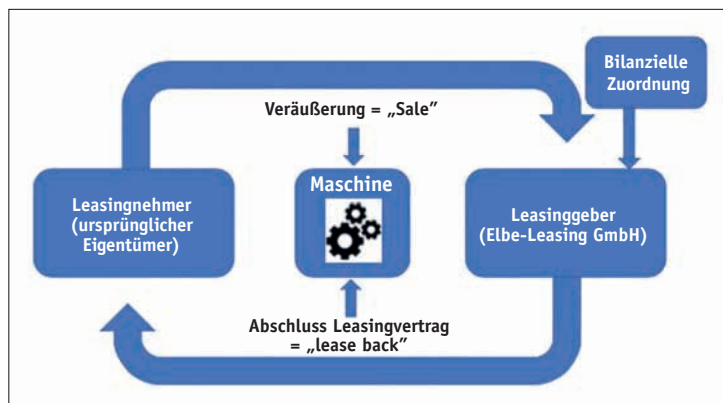 Bilanzielle
Zuordnung
Veräußerung = „Sale”
Leasingnehmer
(ursprünglicher
Eigentümer)
Maschine
Leasinggeber
(Elbe-Leasing GmbH)
Abschluss Leasingvertrag
= „lease back”